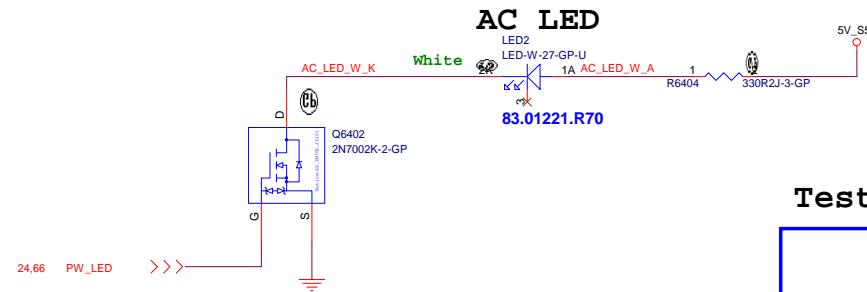 AC LED
5V_S5
LED2
LED-W-27-GP-U
AC_LED_W_K
White
2K
1A
AC_LED_W_A
1
2
R6404
330R2J-3-GP
3
83.01221.R70
D
Q6402
2N7002K-2-GP
G
S
Test
24,66
PW_LED